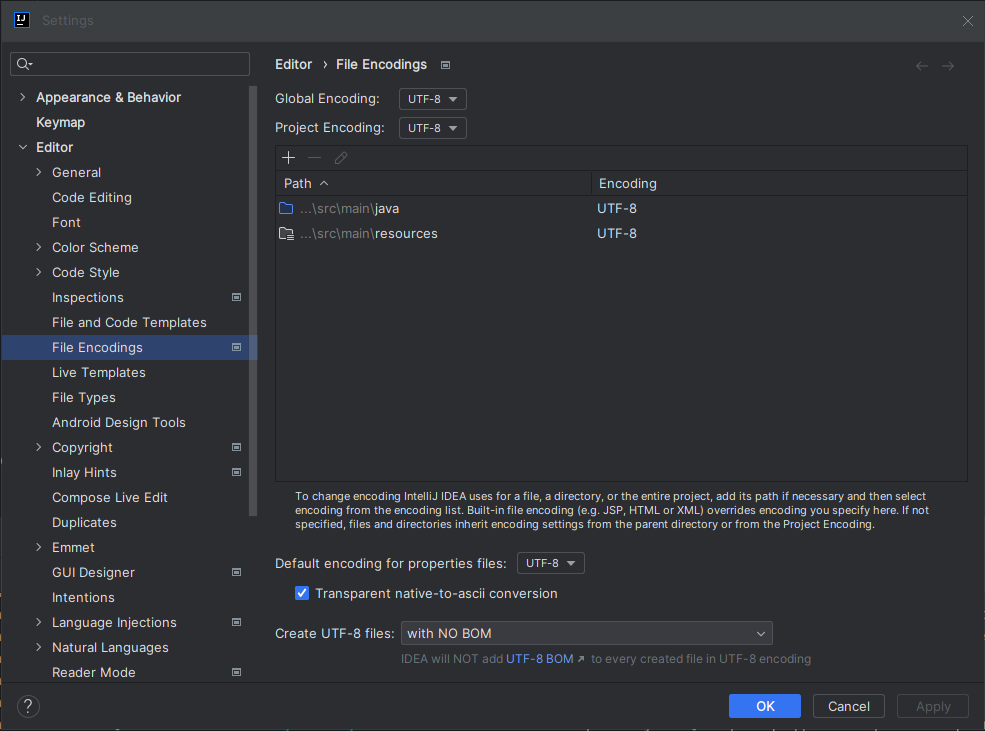 Settings
Appearance & Behavior
Keymap
Editor
General
Code Editing
Font
Color Scheme
Code Style
Inspections
File and Code Templates
File Encodings
Live Templates
File Types
Android Design Tools
Copyright
Inlay Hints
Compose Live Edit
Duplicates
Emmet
GUI Designer
Intentions
Language Injections
Natural Languages
Reader Mode
Editor › File Encodings
Global Encoding: UTF-8
Project Encoding: UTF-8
Path Encoding
...\src\main\java UTF-8
...\src\main\resources UTF-8
To change encoding IntelliJ IDEA uses for a file, a directory, or the entire project, add its path if necessary and then select
encoding from the encoding list. Built-in file encoding (e.g. JSP, HTML or XML) overrides encoding you specify here. If not
specified, files and directories inherit encoding settings from the parent directory or from the Project Encoding.
Default encoding for properties files: UTF-8
Transparent native-to-ascii conversion
Create UTF-8 files: with NO BOM
IDEA will NOT add UTF-8 BOM ↗ to every created file in UTF-8 encoding
? OK Cancel Apply